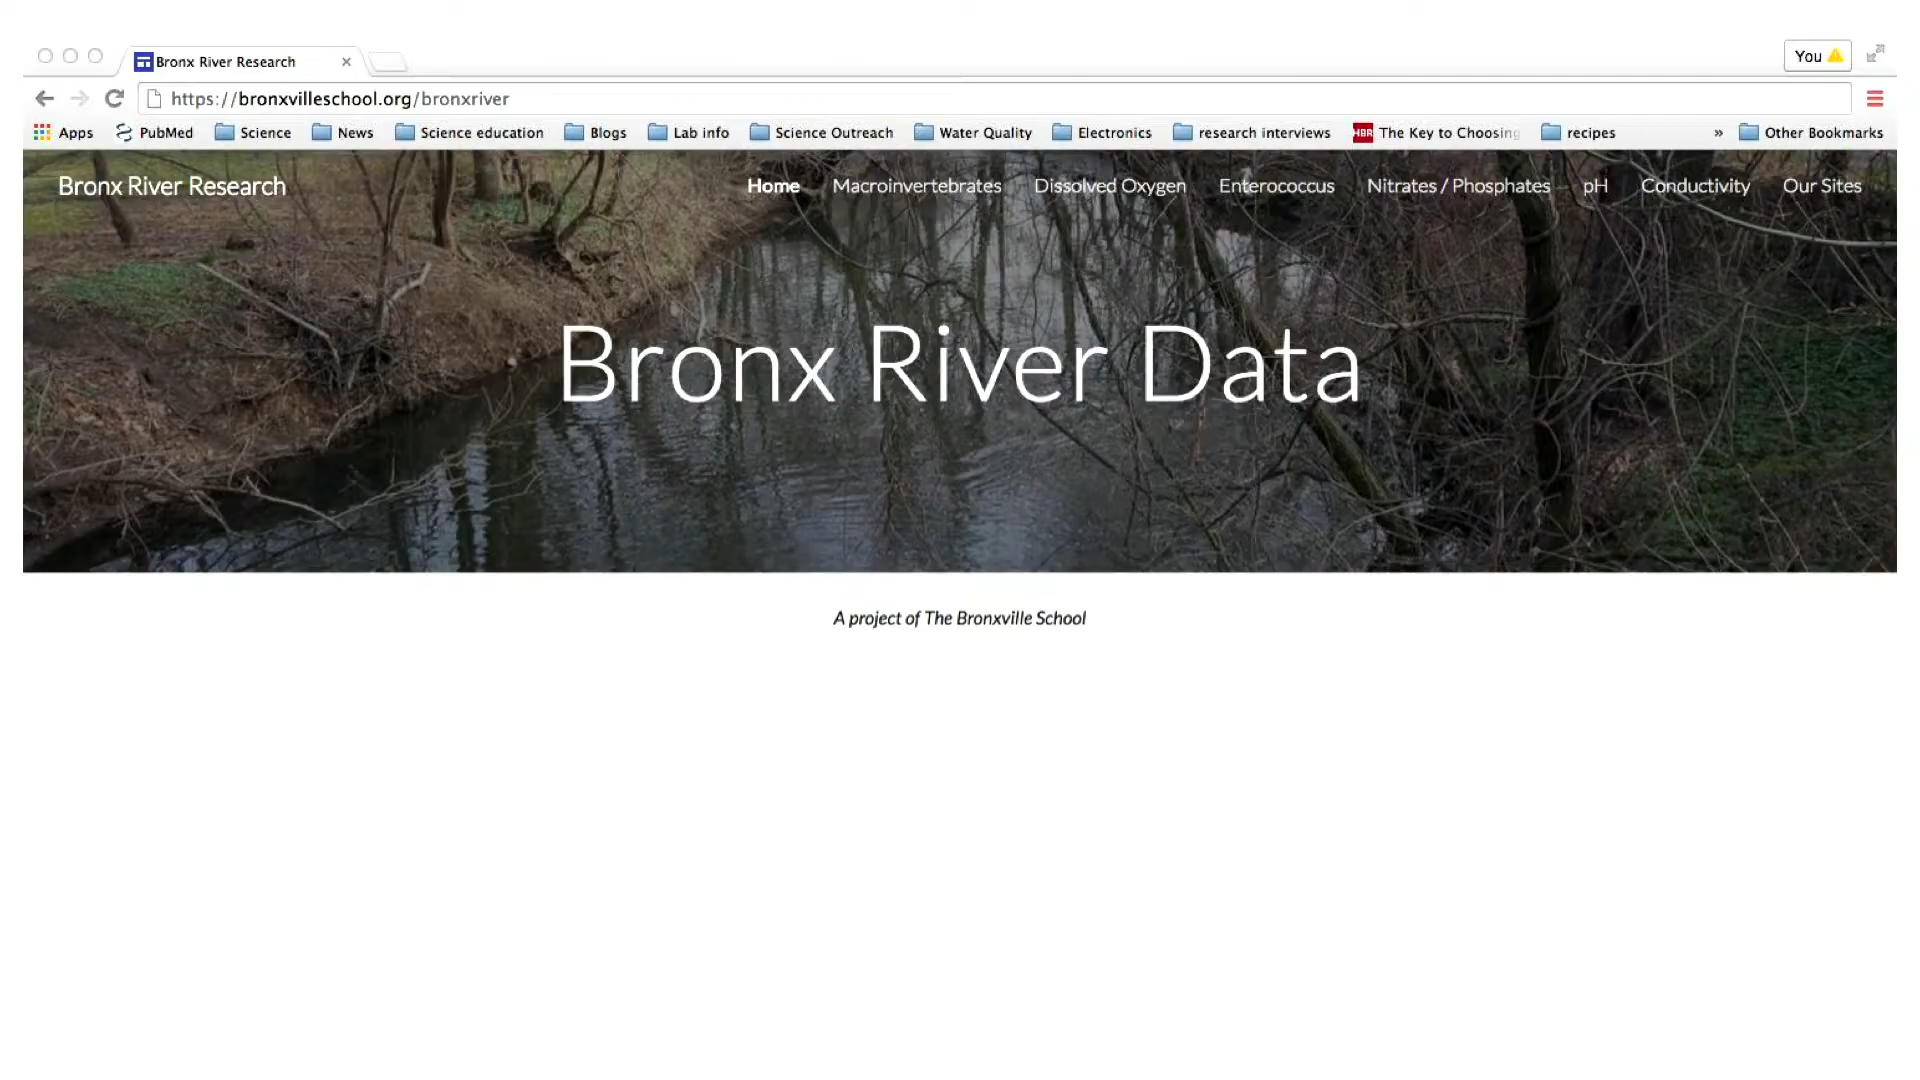 Bronx River Research
You
https://bronxvilleschool.org/bronxriver
Apps PubMed Science News Science education Blogs Lab info Science Outreach Water Quality Electronics research interviews HBR The Key to Choosing recipes » Other Bookmarks
Bronx River Research Home Macroinvertebrates Dissolved Oxygen Enterococcus Nitrates / Phosphates pH Conductivity Our Sites
Bronx River Data
A project of The Bronxville School